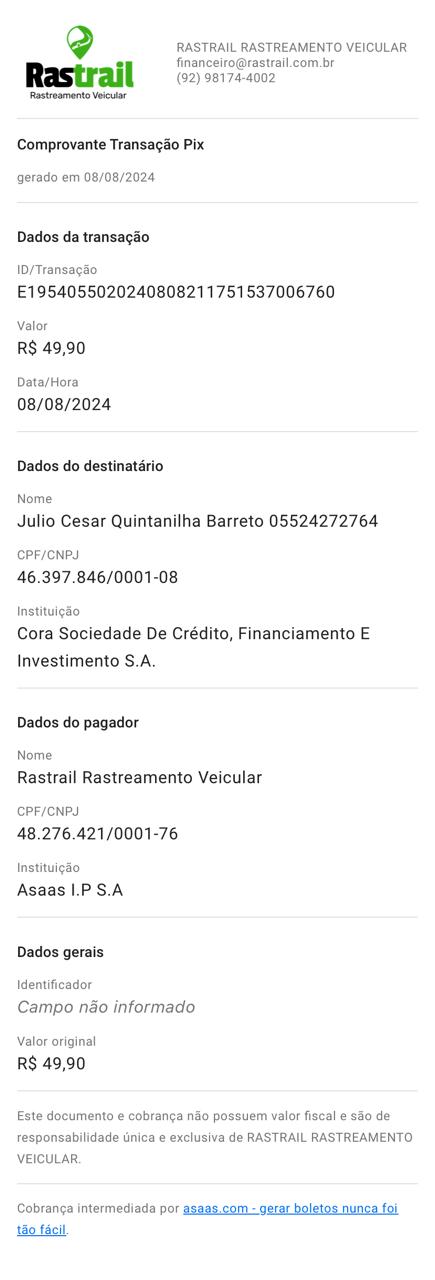 Rastrail
Rastreamento Veicular
RASTRAIL RASTREAMENTO VEICULAR
financeiro@rastrail.com.br
(92) 98174-4002
Comprovante Transação Pix
gerado em 08/08/2024
Dados da transação
ID/Transação
E19540550202408082117515370​06760
Valor
R$ 49,90
Data/Hora
08/08/2024
Dados do destinatário
Nome
Julio Cesar Quintanilha Barreto 05524272764
CPF/CNPJ
46.397.846/0001-08
Instituição
Cora Sociedade De Crédito, Financiamento E
Investimento S.A.
Dados do pagador
Nome
Rastrail Rastreamento Veicular
CPF/CNPJ
48.276.421/0001-76
Instituição
Asaas I.P S.A
Dados gerais
Identificador
Campo não informado
Valor original
R$ 49,90
Este documento e cobrança não possuem valor fiscal e são de
responsabilidade única e exclusiva de RASTRAIL RASTREAMENTO
VEICULAR.
Cobrança intermediada por asaas.com - gerar boletos nunca foi
tão fácil.